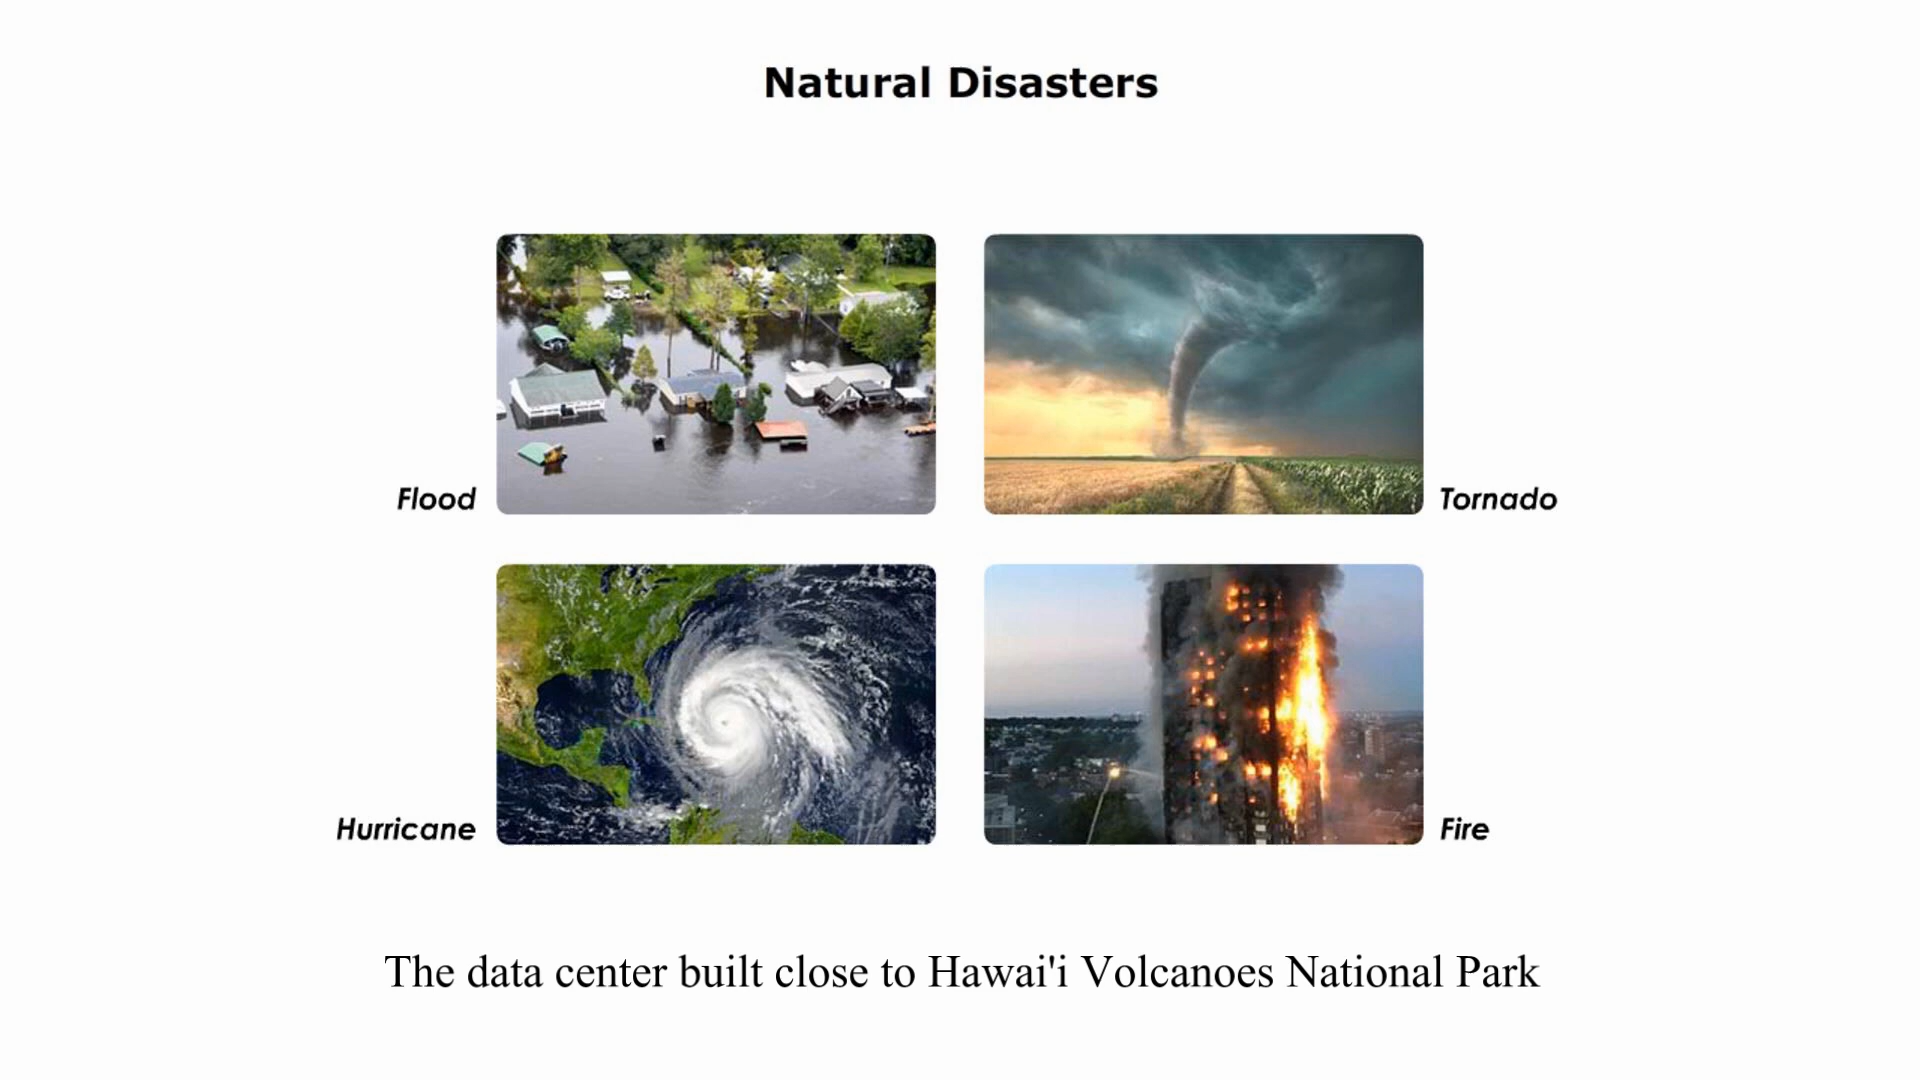 Natural Disasters
Flood
Tornado
Hurricane
Fire
The data center built close to Hawai'i Volcanoes National Park